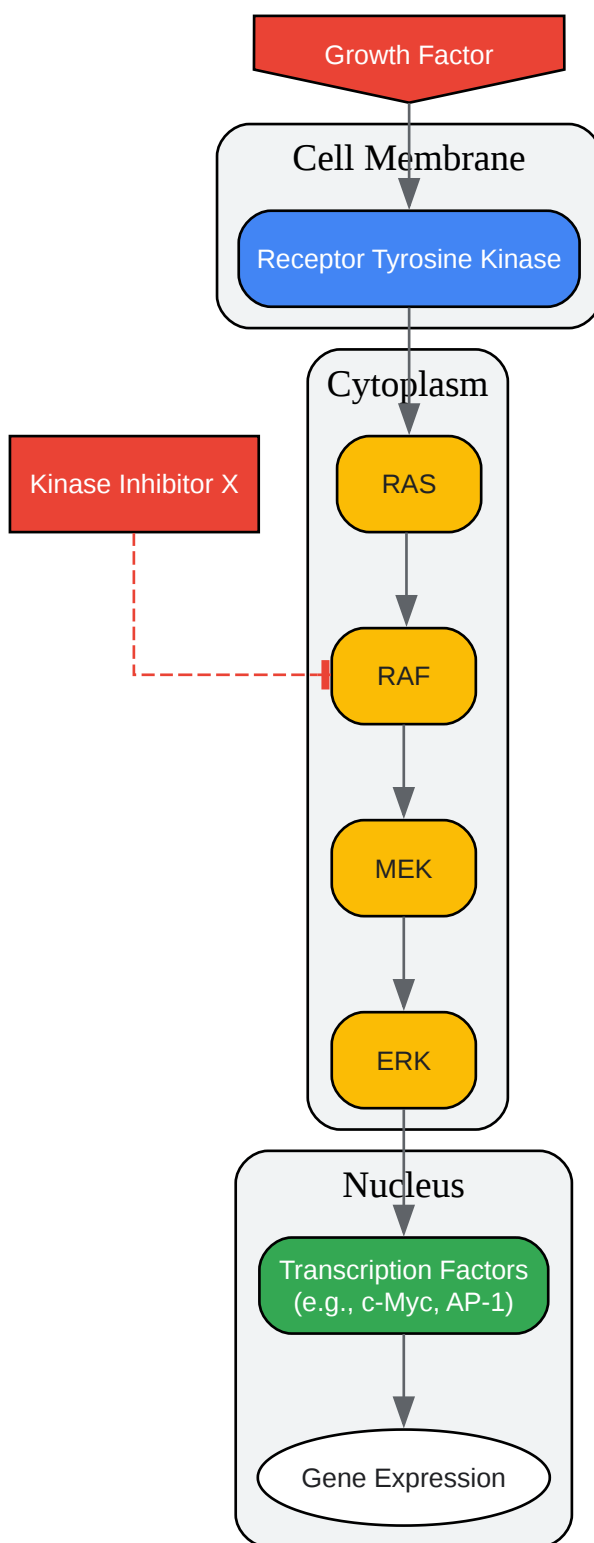 Growth Factor
Cell Membrane
Receptor Tyrosine Kinase
Cytoplasm
Kinase Inhibitor X
RAS
RAF
MEK
ERK
Nucleus
Transcription Factors
(e.g., c-Myc, AP-1)
Gene Expression